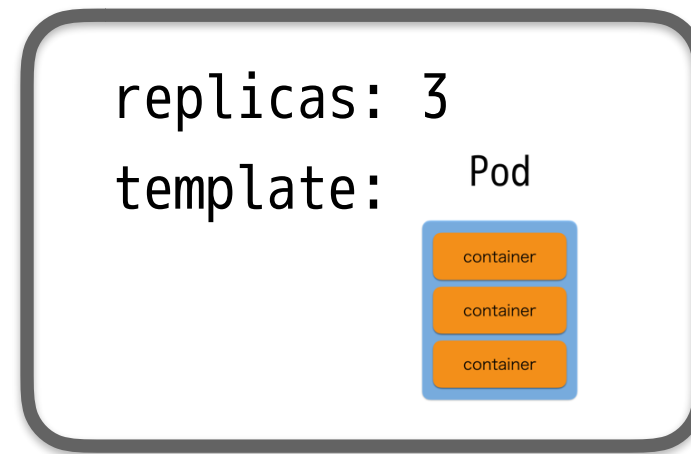 replicas: 3
template:
Pod
container
container
container